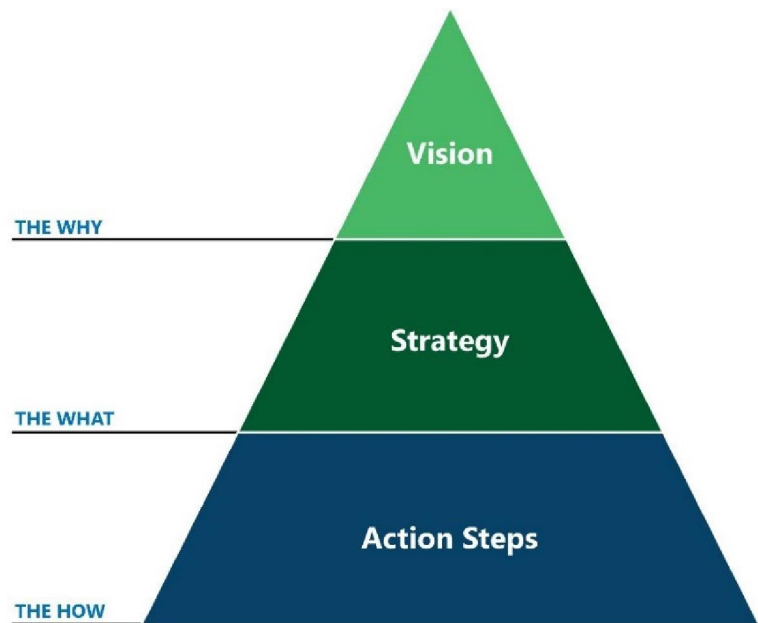 Vision
THE WHY
Strategy
THE WHAT
Action Steps
THE HOW